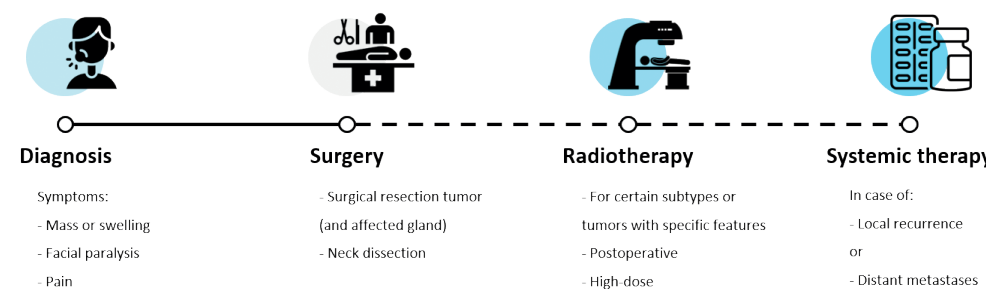 Diagnosis
Symptoms:
- Mass or swelling
- Facial paralysis
- Pain
Surgery
- Surgical resection tumor
(and affected gland)
- Neck dissection
Radiotherapy
- For certain subtypes or
tumors with specific features
- Postoperative
- High-dose
Systemic therapy
In case of:
- Local recurrence
or
- Distant metastases